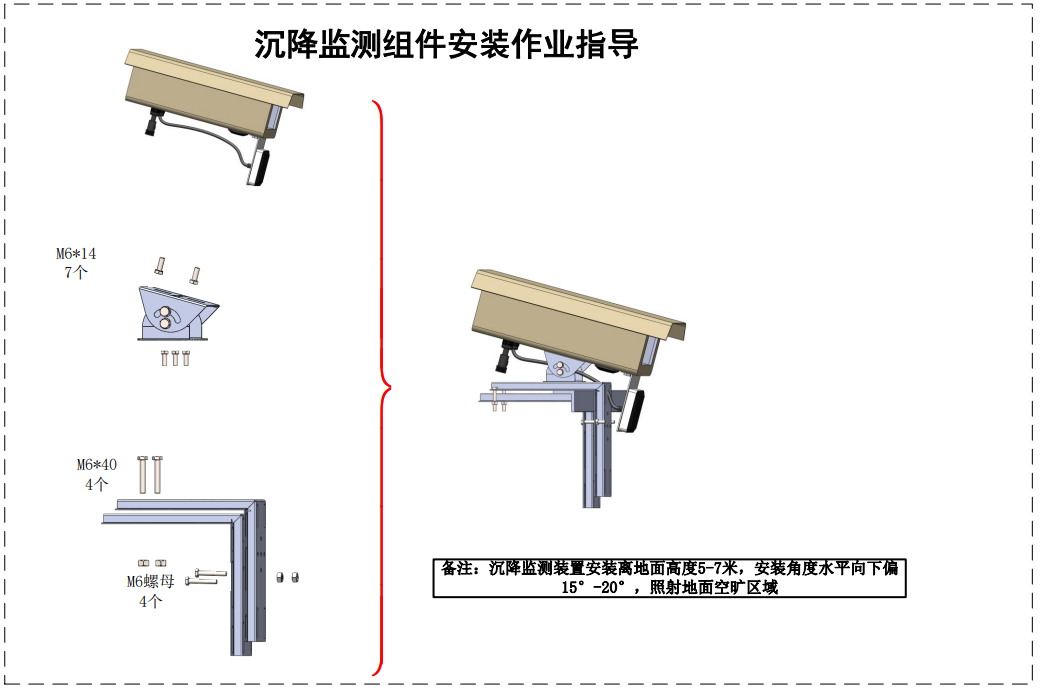 沉降监测组件安装作业指导
M6*14
7个
M6*40
4个
M6螺母
4个
备注：沉降监测装置安装离地面高度5-7米，安装角度水平向下偏
15°-20°，照射地面空旷区域